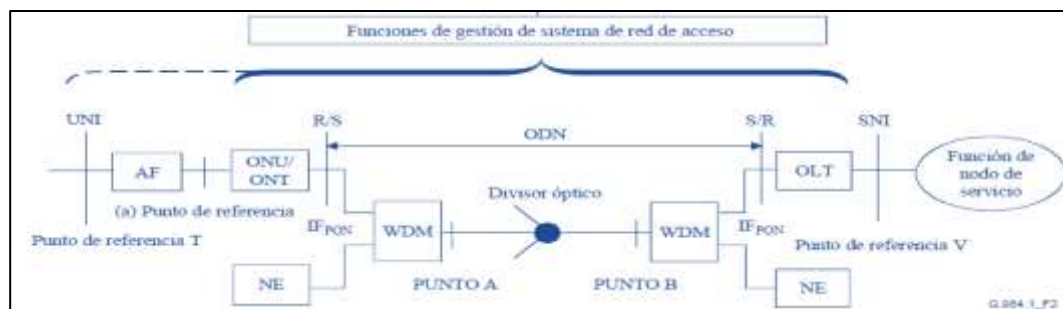 Funciones de gestión de sistema de red de acceso
UNI
R/S
ODN
S/R
SNI
AF
ONU/
ONT
OLT
Función de
nodo de
servicio
(a) Punto de referencia
Divisor óptico
Punto de referencia T
IFPON
WDM
WDM
IFPON
Punto de referencia V
NE
PUNTO A
PUNTO B
NE
G.984.1_F2